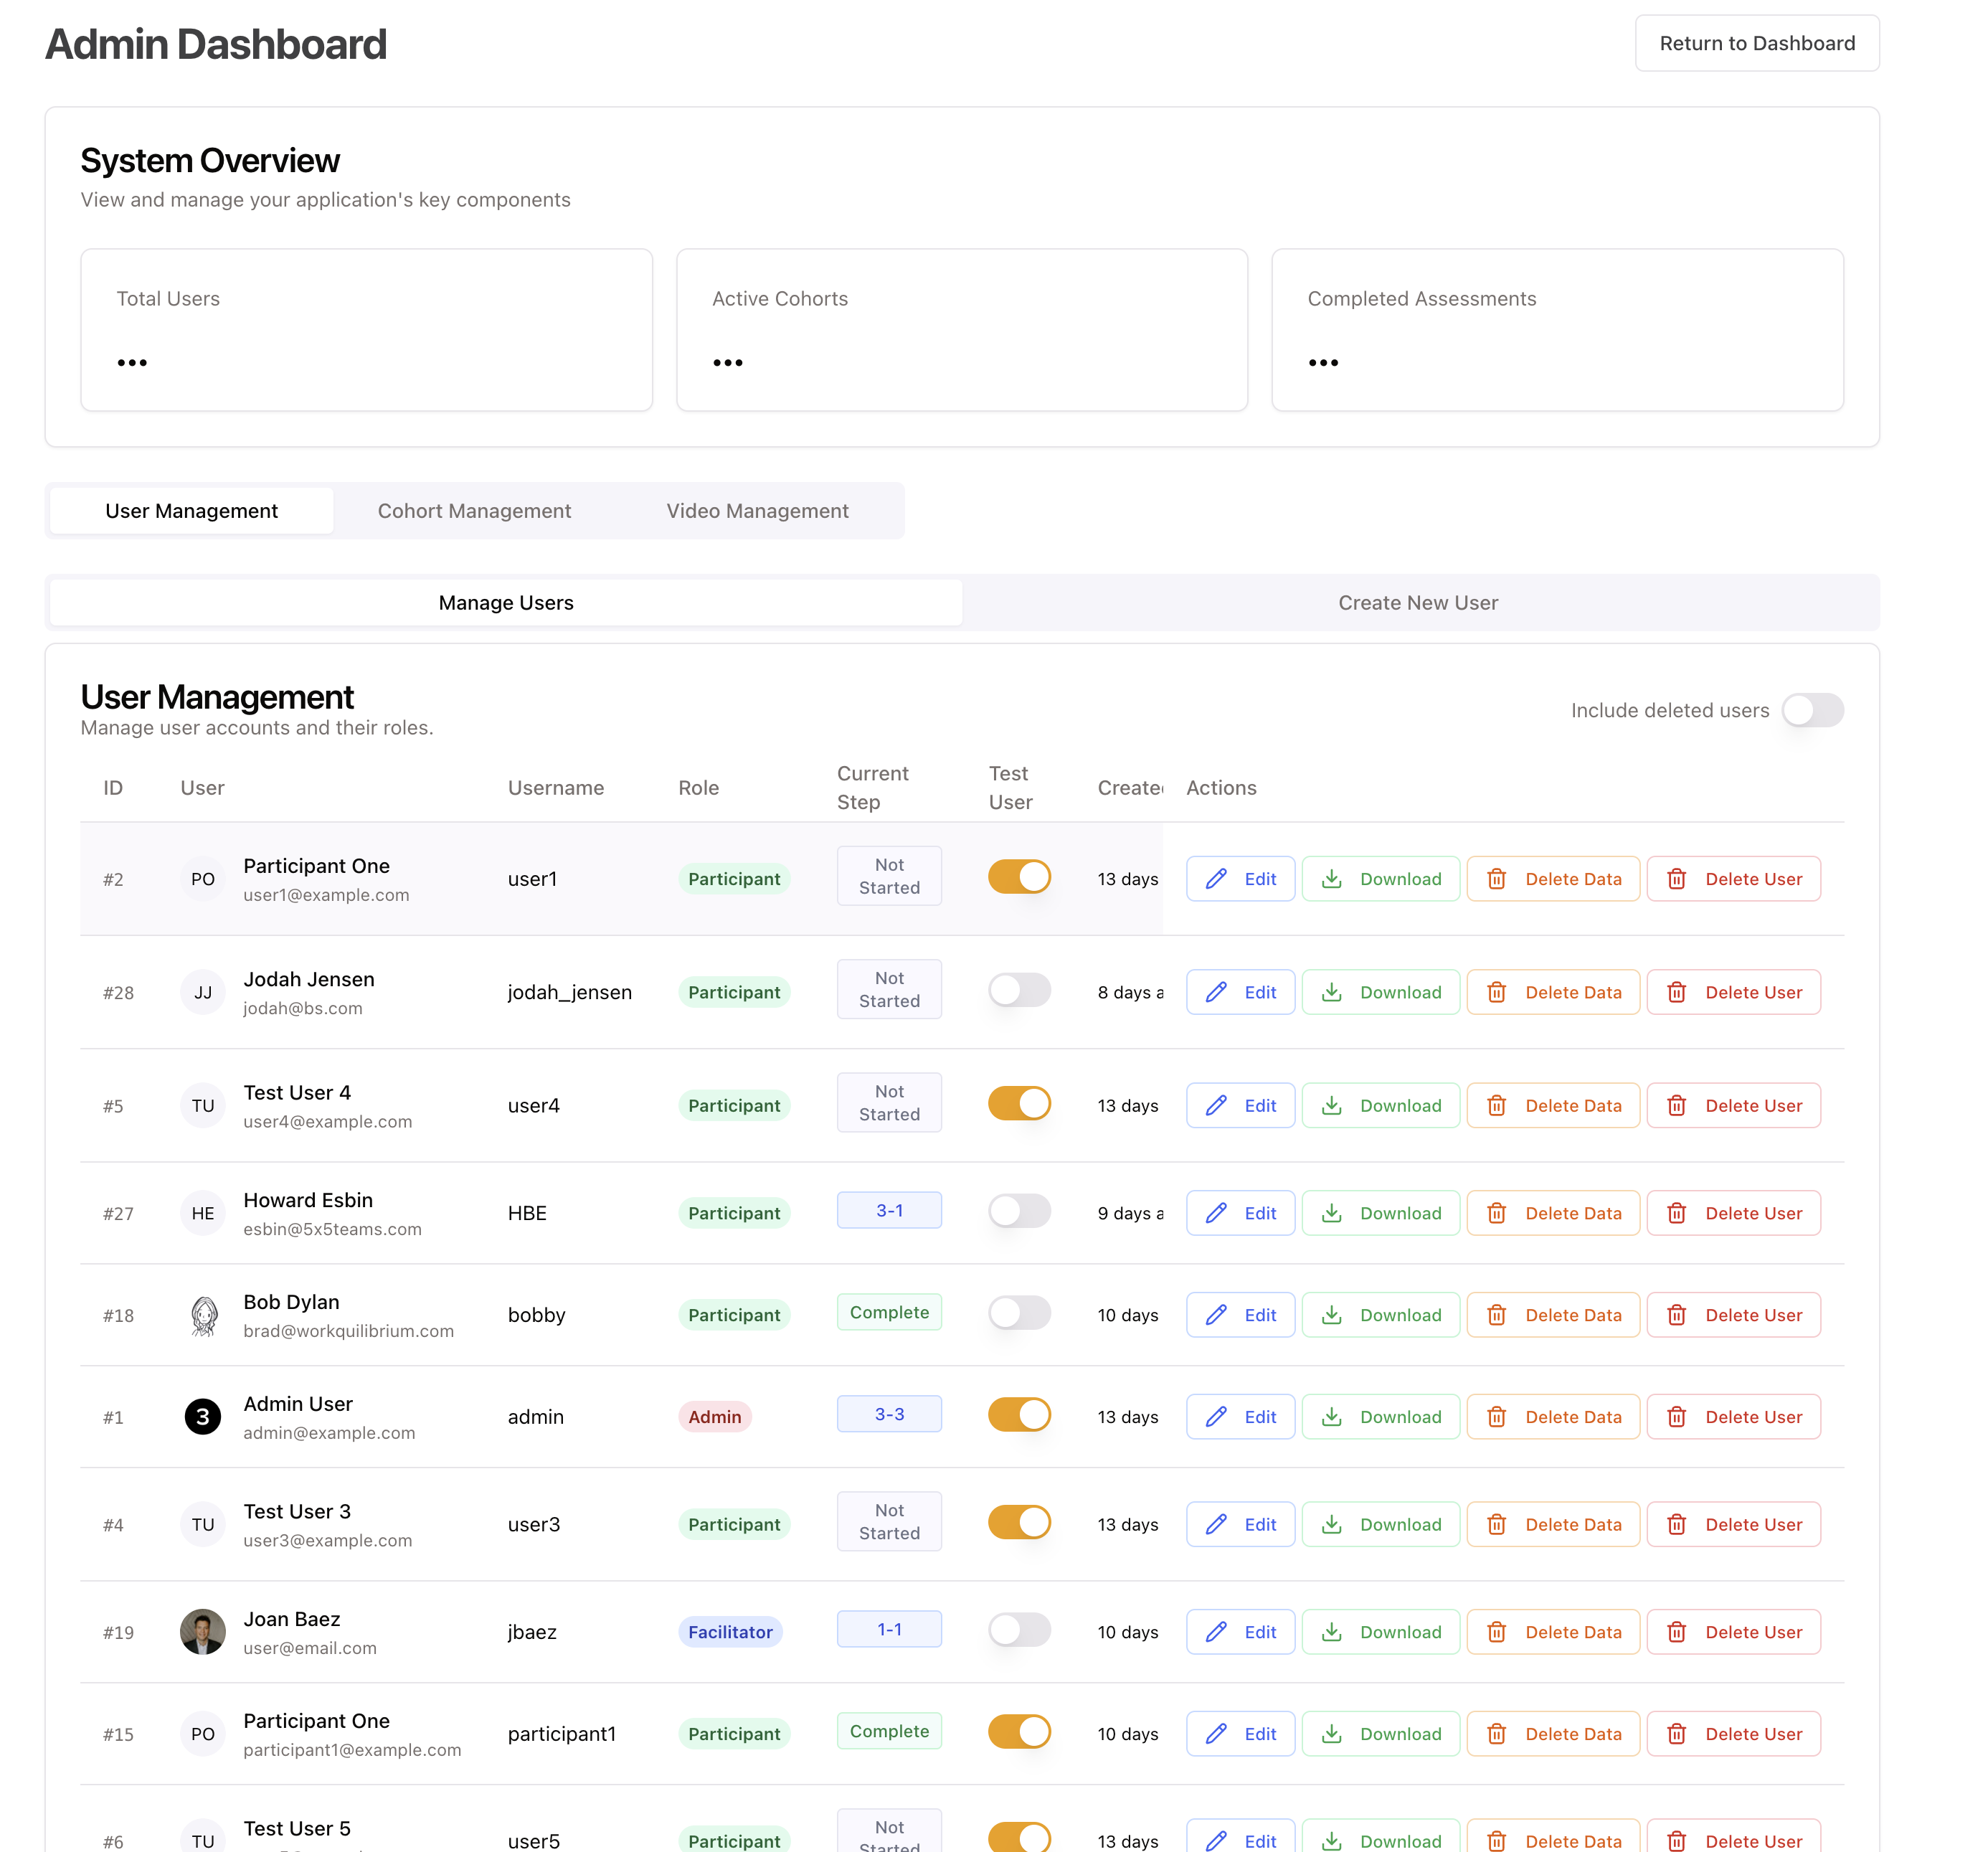 Admin Dashboard
Return to Dashboard
System Overview
View and manage your application's key components
Total Users
...
Active Cohorts
...
Completed Assessments
...
User Management
Cohort Management
Video Management
Manage Users
Create New User
User Management
Manage user accounts and their roles.
Include deleted users
ID User Username Role Current Step Test User Created Actions
#2 PO Participant One user1 Participant Not Started 13 days Edit Download Delete Data Delete User
user1@example.com
#28 JJ Jodah Jensen jodah_jensen Participant Not Started 8 days a Edit Download Delete Data Delete User
jodah@bs.com
#5 TU Test User 4 user4 Participant Not Started 13 days Edit Download Delete Data Delete User
user4@example.com
#27 HE Howard Esbin HBE Participant 3-1 9 days a Edit Download Delete Data Delete User
esbin@5x5teams.com
#18 Bob Dylan bobby Participant Complete 10 days Edit Download Delete Data Delete User
brad@workquilibrium.com
#1 3 Admin User admin Admin 3-3 13 days Edit Download Delete Data Delete User
admin@example.com
#4 TU Test User 3 user3 Participant Not Started 13 days Edit Download Delete Data Delete User
user3@example.com
#19 Joan Baez jbaez Facilitator 1-1 10 days Edit Download Delete Data Delete User
user@email.com
#15 PO Participant One participant1 Participant Complete 10 days Edit Download Delete Data Delete User
participant1@example.com
#6 TU Test User 5 user5 Participant Not Started 13 days Edit Download Delete Data Delete User